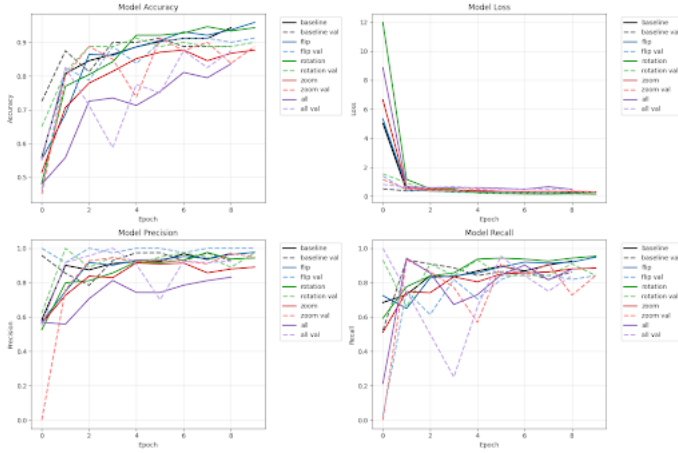 Model Accuracy
Accuracy
0.9
0.8
0.7
0.6
0.5
0 2 4 6 8
Epoch
baseline
baseline val
flip
flip val
rotation
rotation val
zoom
zoom val
all
all val
Model Loss
Loss
12
10
8
6
4
2
0
0 2 4 6 8
Epoch
baseline
baseline val
flip
flip val
rotation
rotation val
zoom
zoom val
all
all val
Model Precision
Precision
1.0
0.8
0.6
0.4
0.2
0.0
0 2 4 6 8
Epoch
baseline
baseline val
flip
flip val
rotation
rotation val
zoom
zoom val
all
all val
Model Recall
Recall
1.0
0.8
0.6
0.4
0.2
0.0
0 2 4 6 8
Epoch
baseline
baseline val
flip
flip val
rotation
rotation val
zoom
zoom val
all
all val